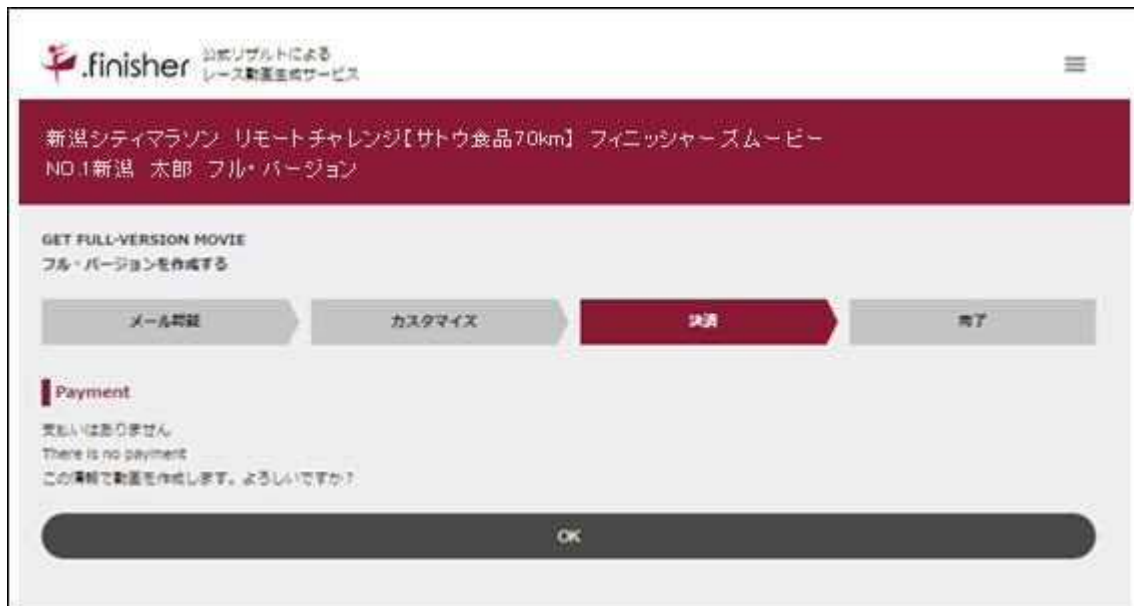 .finisher
公式リザルトによる
レース動画生成サービス
新潟シティマラソン リモートチャレンジ【サトウ食品70km】 フィニッシャーズムービー
NO.1新潟 太郎 フル・バージョン
GET FULL-VERSION MOVIE
フル・バージョンを作成する
メール認証
カスタマイズ
決済
完了
Payment
支払いはありません
There is no payment
この情報で動画を作成します。よろしいですか？
OK